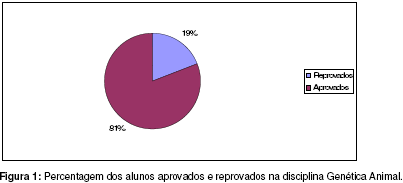 19%
Reprovados
Aprovados
81%
Figura 1: Percentagem dos alunos aprovados e reprovados na disciplina Genética Animal.